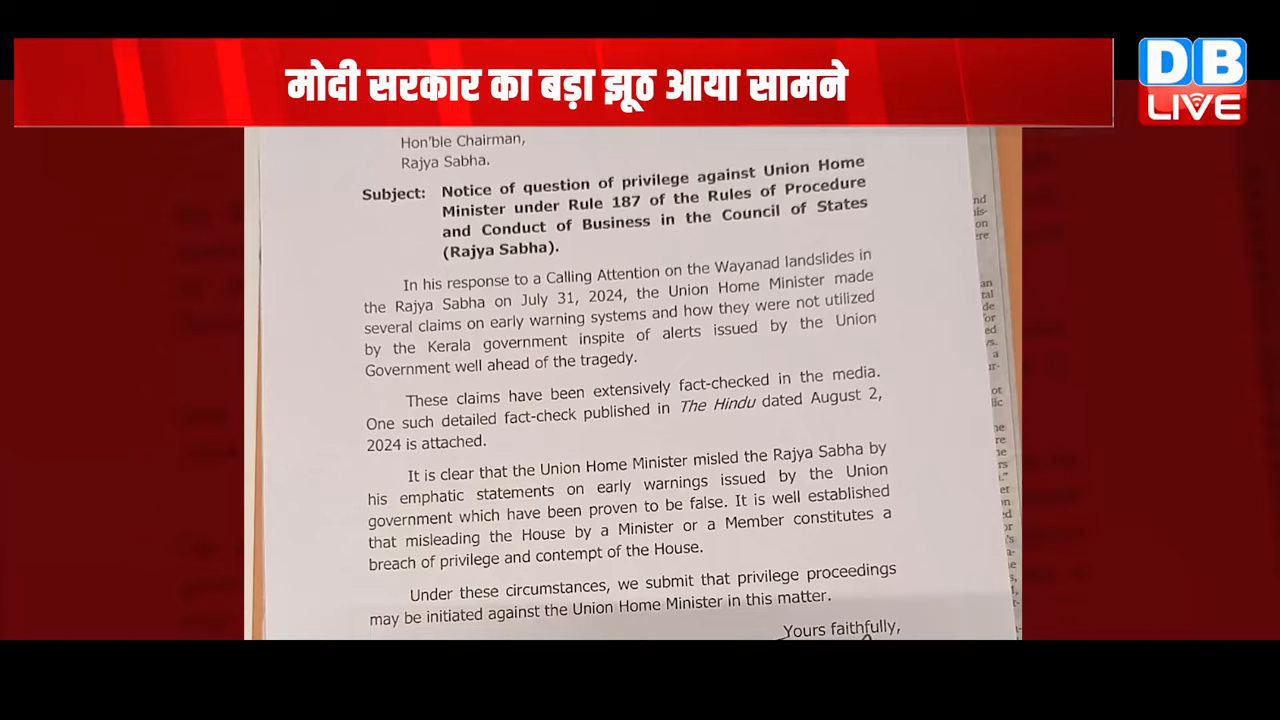 मोदी सरकार का बड़ा झूठ आया सामने
DB
LIVE
Hon'ble Chairman,
Rajya Sabha.
Subject: Notice of question of privilege against Union Home
Minister under Rule 187 of the Rules of Procedure
and Conduct of Business in the Council of States
(Rajya Sabha).
In his response to a Calling Attention on the Wayanad landslides in
the Rajya Sabha on July 31, 2024, the Union Home Minister made
several claims on early warning systems and how they were not utilized
by the Kerala government inspite of alerts issued by the Union
Government well ahead of the tragedy.
These claims have been extensively fact-checked in the media.
One such detailed fact-check published in The Hindu dated August 2,
2024 is attached.
It is clear that the Union Home Minister misled the Rajya Sabha by
his emphatic statements on early warnings issued by the Union
government which have been proven to be false. It is well established
that misleading the House by a Minister or a Member constitutes a
breach of privilege and contempt of the House.
Under these circumstances, we submit that privilege proceedings
may be initiated against the Union Home Minister in this matter.
Yours faithfully,